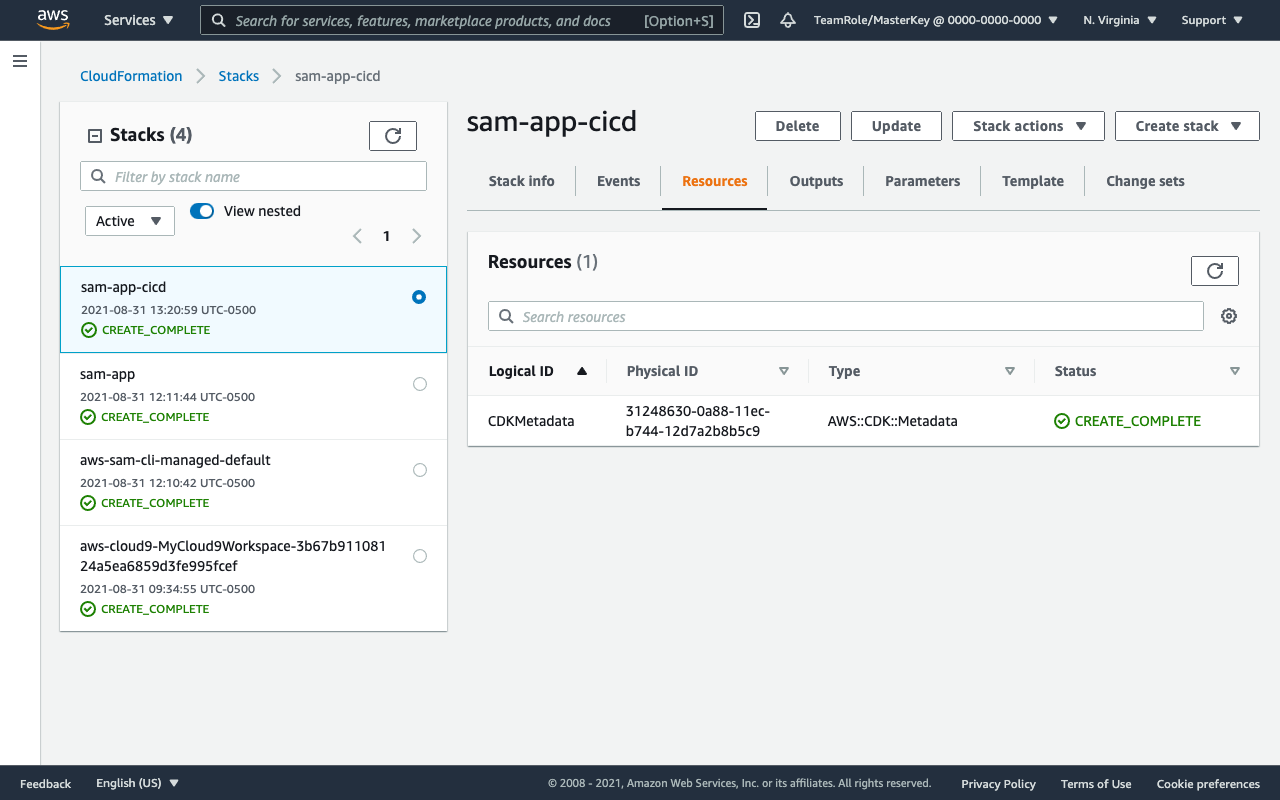 aws
Services
Search for services, features, marketplace products, and docs [Option+S]
TeamRole/MasterKey @ 0000-0000-0000
N. Virginia
Support
CloudFormation
Stacks
sam-app-cicd
Stacks (4)
Filter by stack name
Active
View nested
1
sam-app-cicd
2021-08-31 13:20:59 UTC-0500
CREATE_COMPLETE
sam-app
2021-08-31 12:11:44 UTC-0500
CREATE_COMPLETE
aws-sam-cli-managed-default
2021-08-31 12:10:42 UTC-0500
CREATE_COMPLETE
aws-cloud9-MyCloud9Workspace-3b67b911081
24a5ea6859d3fe995fcef
2021-08-31 09:34:55 UTC-0500
CREATE_COMPLETE
sam-app-cicd
Delete
Update
Stack actions
Create stack
Stack info
Events
Resources
Outputs
Parameters
Template
Change sets
Resources (1)
Search resources
Logical ID
Physical ID
Type
Status
CDKMetadata
31248630-0a88-11ec-
b744-12d7a2b8b5c9
AWS::CDK::Metadata
CREATE_COMPLETE
Feedback
English (US)
© 2008 - 2021, Amazon Web Services, Inc. or its affiliates. All rights reserved.
Privacy Policy
Terms of Use
Cookie preferences